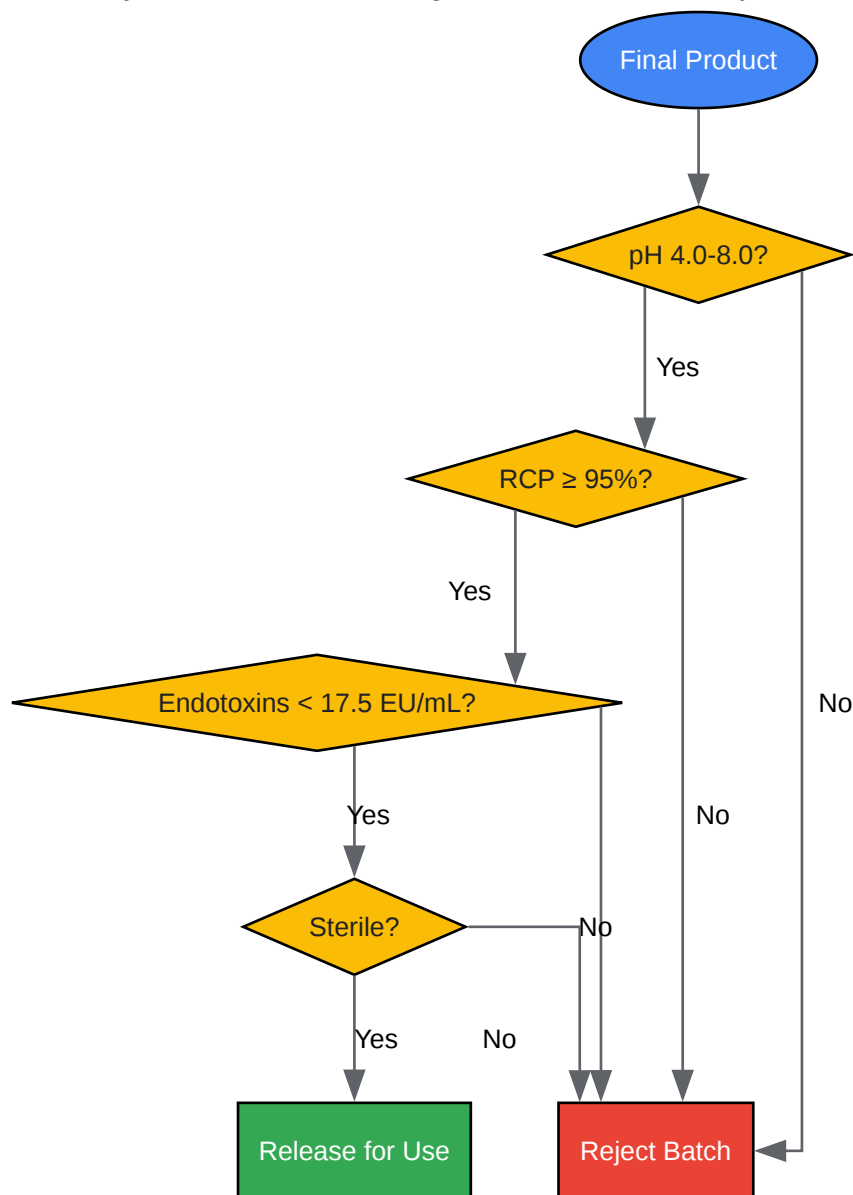 Final Product
pH 4.0-8.0?
Yes
RCP ≥ 95%?
Yes
Endotoxins < 17.5 EU/mL?
No
Yes
No
Sterile?
No
Yes
No
Release for Use
Reject Batch